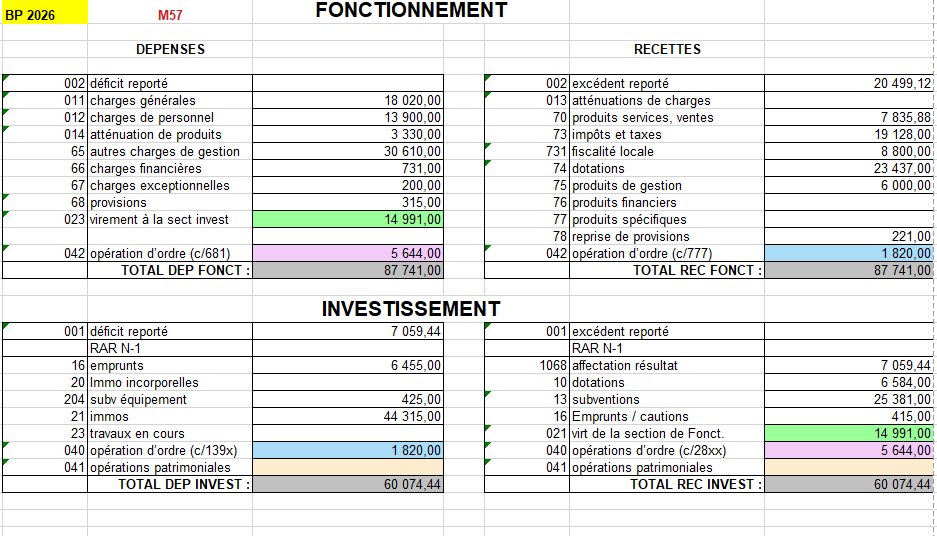 BP 2026 M57 FONCTIONNEMENT
DEPENSES RECETTES
002 déficit reporté 002 excédent reporté 20 499,12
011 charges générales 18 020,00 013 atténuations de charges
012 charges de personnel 13 900,00 70 produits services, ventes 7 835,88
014 atténuation de produits 3 330,00 73 impôts et taxes 19 128,00
65 autres charges de gestion 30 610,00 731 fiscalité locale 8 800,00
66 charges financières 731,00 74 dotations 23 437,00
67 charges exceptionnelles 200,00 75 produits de gestion 6 000,00
68 provisions 315,00 76 produits financiers
023 virement à la sect invest 14 991,00 77 produits spécifiques
78 reprise de provisions 221,00
042 opération d'ordre (c/681) 5 644,00 042 opération d'ordre (c/777) 1 820,00
TOTAL DEP FONCT : 87 741,00 TOTAL REC FONCT : 87 741,00
INVESTISSEMENT
001 déficit reporté 7 059,44 001 excédent reporté
RAR N-1 RAR N-1
16 emprunts 6 455,00 1068 affectation résultat 7 059,44
20 Immo incorporelles 10 dotations 6 584,00
204 subv équipement 425,00 13 subventions 25 381,00
21 immos 44 315,00 16 Emprunts / cautions 415,00
23 travaux en cours 021 virt de la section de Fonct. 14 991,00
040 opération d'ordre (c/139x) 1 820,00 040 opérations d'ordre (c/28xx) 5 644,00
041 opérations patrimoniales 041 opérations patrimoniales
TOTAL DEP INVEST : 60 074,44 TOTAL REC INVEST : 60 074,44